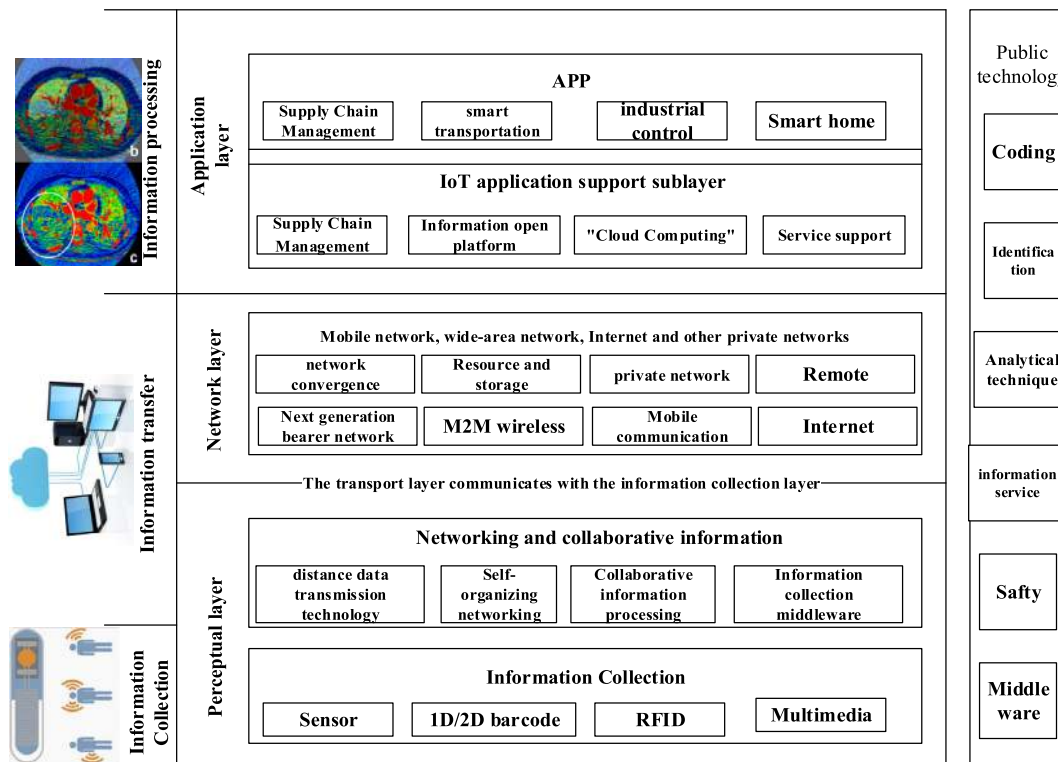 Information processing
Application
layer
APP
Supply Chain
Management
smart
transportation
industrial
control
Smart home
IoT application support sublayer
Supply Chain
Management
Information open
platform
"Cloud Computing"
Service support
b
c
Information transfer
Network layer
Mobile network, wide-area network, Internet and other private networks
network
convergence
Resource and
storage
private network
Remote
Next generation
bearer network
M2M wireless
Mobile
communication
Internet
The transport layer communicates with the information collection layer
Perceptual layer
Networking and collaborative information
distance data
transmission
technology
Self-
organizing
networking
Collaborative
information
processing
Information
collection
middleware
Information
Collection
Information Collection
Sensor
1D/2D barcode
RFID
Multimedia
Public
technology
Coding
Identifica
tion
Analytical
technique
information
service
Safty
Middle
ware